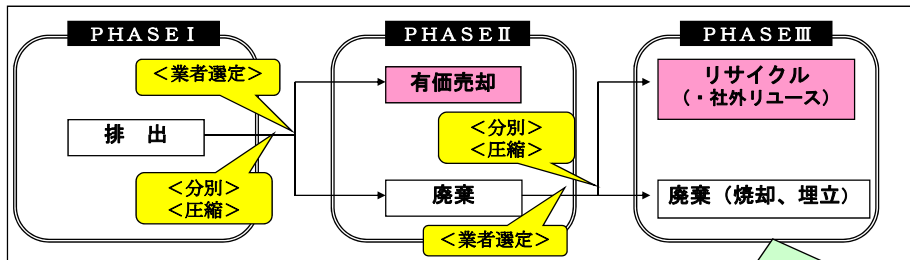 PHASEⅠ
PHASEⅡ
PHASEⅢ
＜業者選定＞
有価売却
リサイクル
（・社外リユース）
排　出
＜分別＞
＜圧縮＞
＜分別＞
＜圧縮＞
廃棄
廃棄（焼却、埋立）
＜業者選定＞